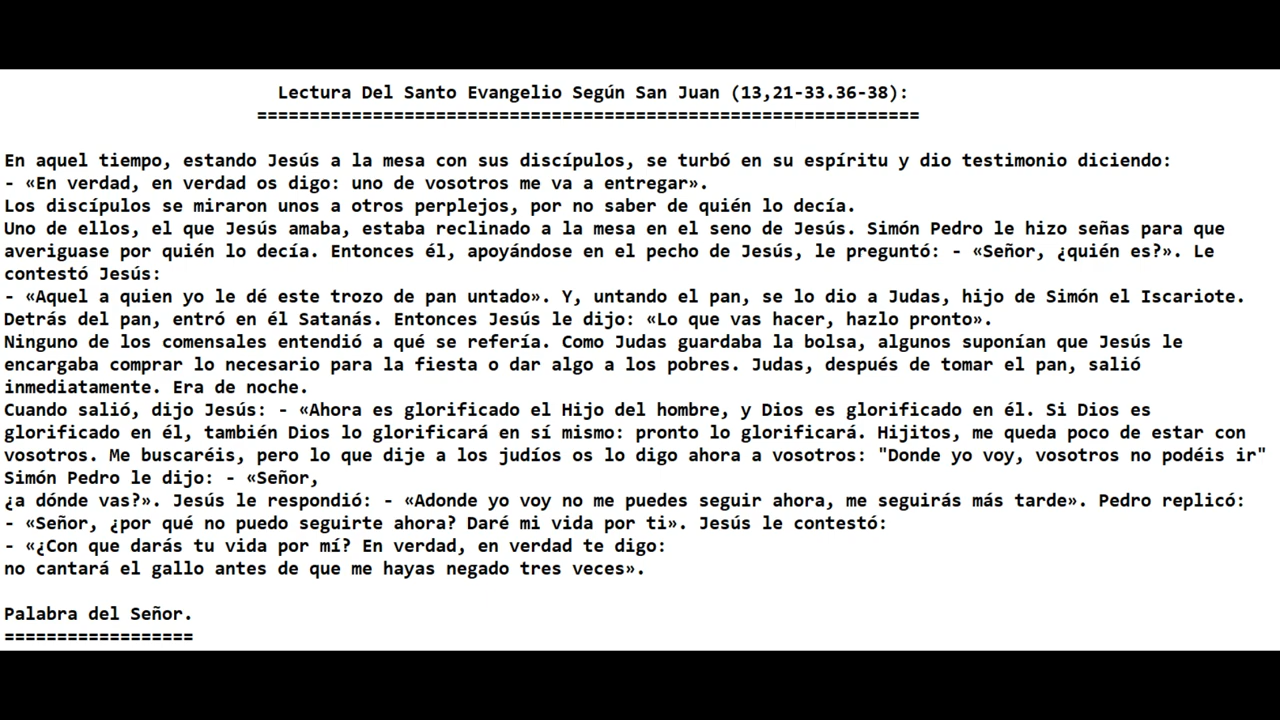 Lectura Del Santo Evangelio Según San Juan (13,21-33.36-38):
===============================================================
En aquel tiempo, estando Jesús a la mesa con sus discípulos, se turbó en su espíritu y dio testimonio diciendo:
- «En verdad, en verdad os digo: uno de vosotros me va a entregar».
Los discípulos se miraron unos a otros perplejos, por no saber de quién lo decía.
Uno de ellos, el que Jesús amaba, estaba reclinado a la mesa en el seno de Jesús. Simón Pedro le hizo señas para que
averiguase por quién lo decía. Entonces él, apoyándose en el pecho de Jesús, le preguntó: - «Señor, ¿quién es?». Le
contestó Jesús:
- «Aquel a quien yo le dé este trozo de pan untado». Y, untando el pan, se lo dio a Judas, hijo de Simón el Iscariote.
Detrás del pan, entró en él Satanás. Entonces Jesús le dijo: «Lo que vas hacer, hazlo pronto».
Ninguno de los comensales entendió a qué se refería. Como Judas guardaba la bolsa, algunos suponían que Jesús le
encargaba comprar lo necesario para la fiesta o dar algo a los pobres. Judas, después de tomar el pan, salió
inmediatamente. Era de noche.
Cuando salió, dijo Jesús: - «Ahora es glorificado el Hijo del hombre, y Dios es glorificado en él. Si Dios es
glorificado en él, también Dios lo glorificará en sí mismo: pronto lo glorificará. Hijitos, me queda poco de estar con
vosotros. Me buscaréis, pero lo que dije a los judíos os lo digo ahora a vosotros: "Donde yo voy, vosotros no podéis ir"
Simón Pedro le dijo: - «Señor,
¿a dónde vas?». Jesús le respondió: - «Adonde yo voy no me puedes seguir ahora, me seguirás más tarde». Pedro replicó:
- «Señor, ¿por qué no puedo seguirte ahora? Daré mi vida por ti». Jesús le contestó:
- «¿Con que darás tu vida por mí? En verdad, en verdad te digo:
no cantará el gallo antes de que me hayas negado tres veces».
Palabra del Señor.
==================